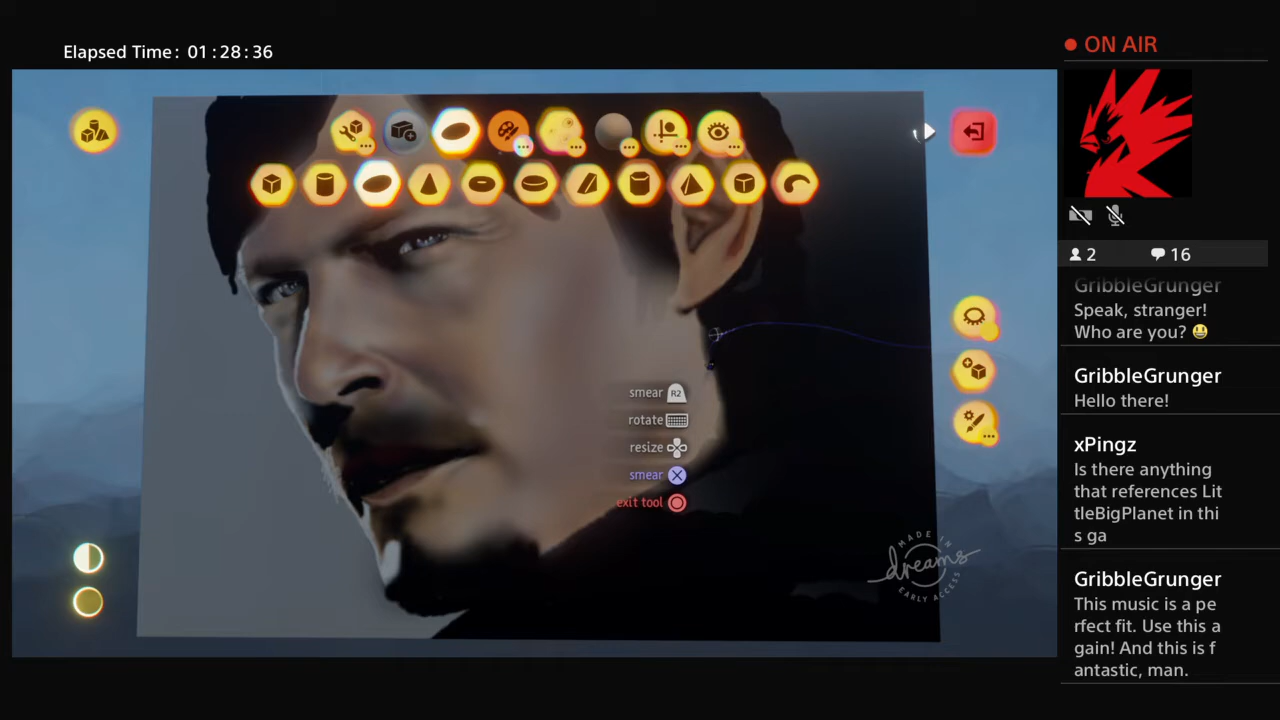 Elapsed Time: 01:28:36
ON AIR
2 16
GribbleGrunger
Speak, stranger!
Who are you? 😃
GribbleGrunger
Hello there!
xPingz
Is there anything
that references Lit
tleBigPlanet in thi
s ga
GribbleGrunger
This music is a pe
rfect fit. Use this a
gain! And this is f
antastic, man.
smear R2
rotate
resize
smear
exit tool
MADE IN
dreams
EARLY ACCESS